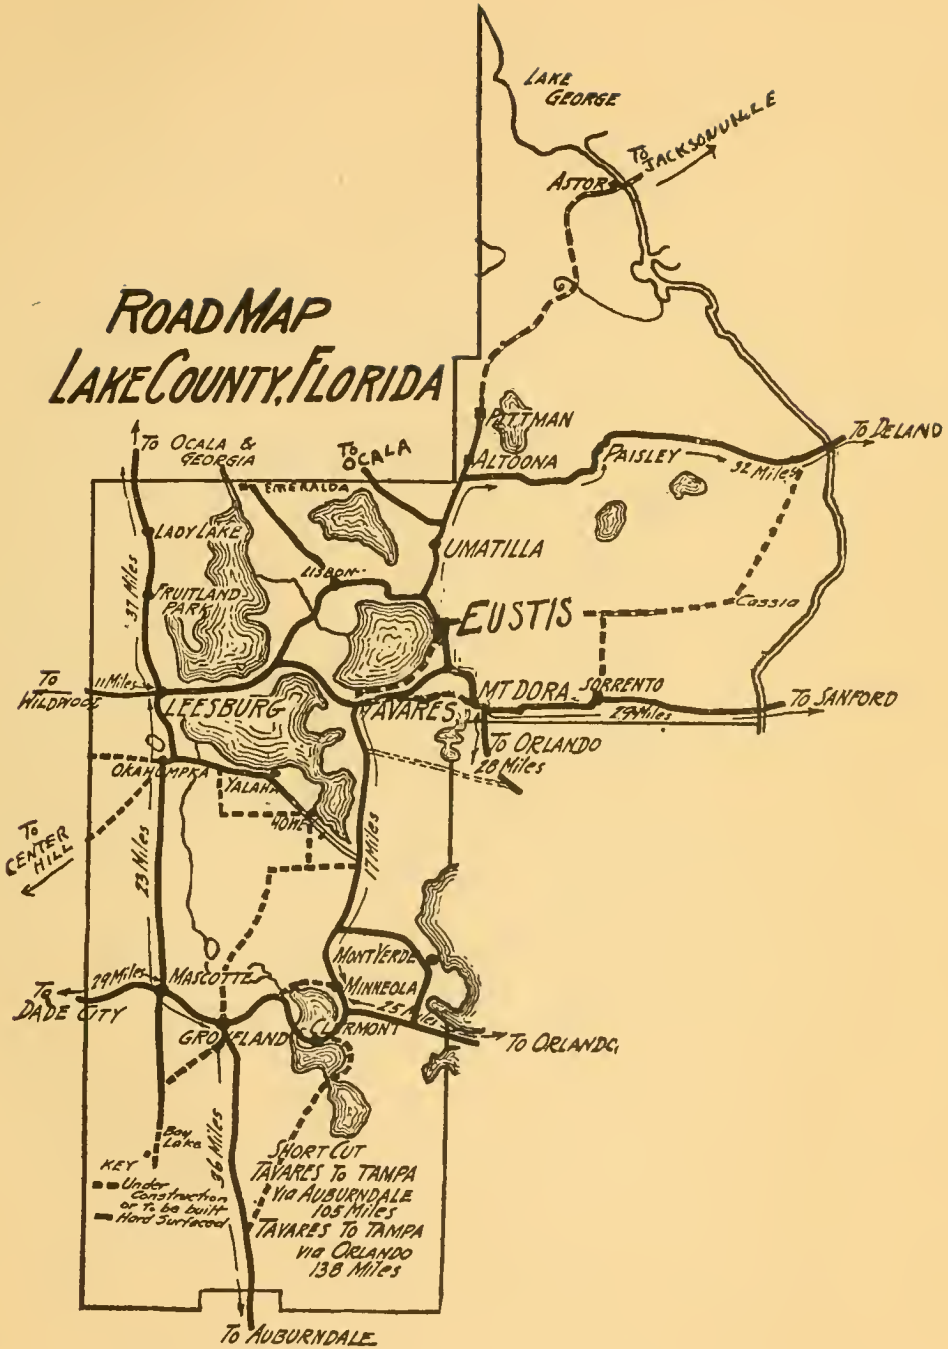 LAKE
GEORGE
To
JACKSONVILLE
ASTOR
ROAD MAP
LAKE COUNTY, FLORIDA
PITTMAN
To OCALA &
GEORGIA
To
OCALA
To DELAND
ALTOONA
PAISLEY
32 Miles
EMERALDA
LADY LAKE
UMATILLA
37 Miles
LISBON
FRUITLAND
PARK
EUSTIS
Cassia
To
WILDWOOD
11 Miles
LEESBURG
TAVARES
MT DORA
SORRENTO
To SANFORD
29 Miles
To ORLANDO
28 Miles
OKAHUMPKA
YALAHA
HOWE
To
CENTER
HILL
23 Miles
17 Miles
MONTVERDE
29 Miles
MASCOTTE
MINNEOLA
To
DADE CITY
25 Miles
GROVELAND
CLERMONT
To ORLANDO,
36 Miles
Bay
Lake
KEY
Under
Construction
or To be built
Hard Surfaced
SHORT CUT
TAVARES TO TAMPA
via AUBURNDALE
105 Miles
TAVARES TO TAMPA
via ORLANDO
138 Miles
To AUBURNDALE